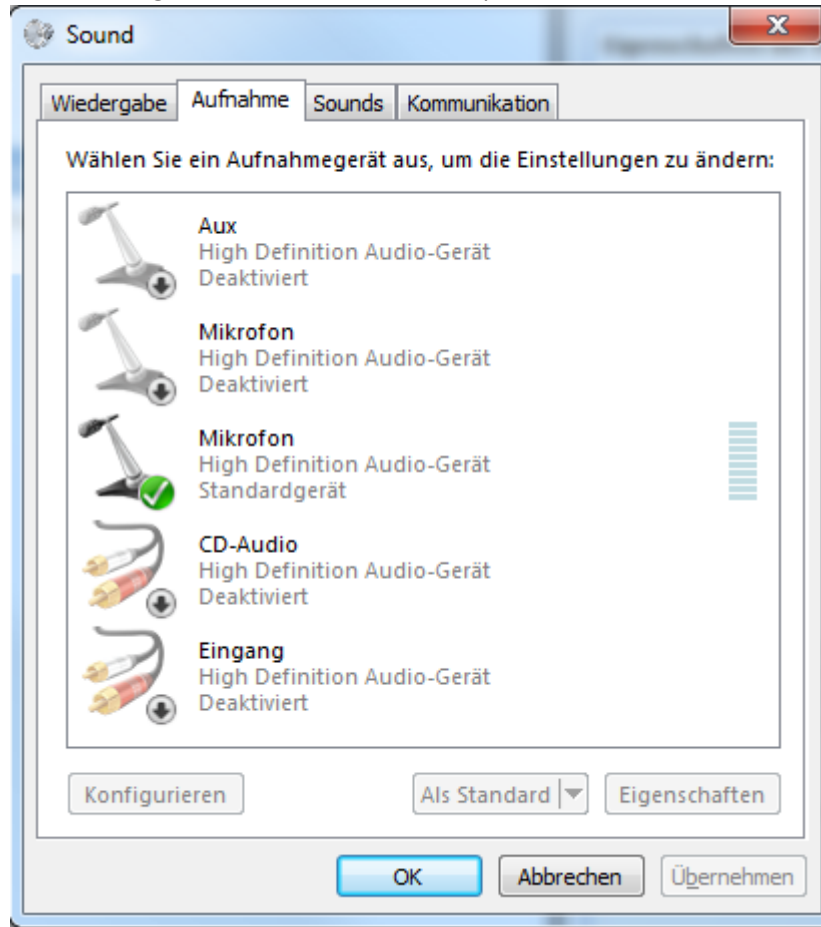 Sound
Wiedergabe Aufnahme Sounds Kommunikation
Wählen Sie ein Aufnahmegerät aus, um die Einstellungen zu ändern:
Aux
High Definition Audio-Gerät
Deaktiviert
Mikrofon
High Definition Audio-Gerät
Deaktiviert
Mikrofon
High Definition Audio-Gerät
Standardgerät
CD-Audio
High Definition Audio-Gerät
Deaktiviert
Eingang
High Definition Audio-Gerät
Deaktiviert
Konfigurieren Als Standard Eigenschaften
OK Abbrechen Übernehmen